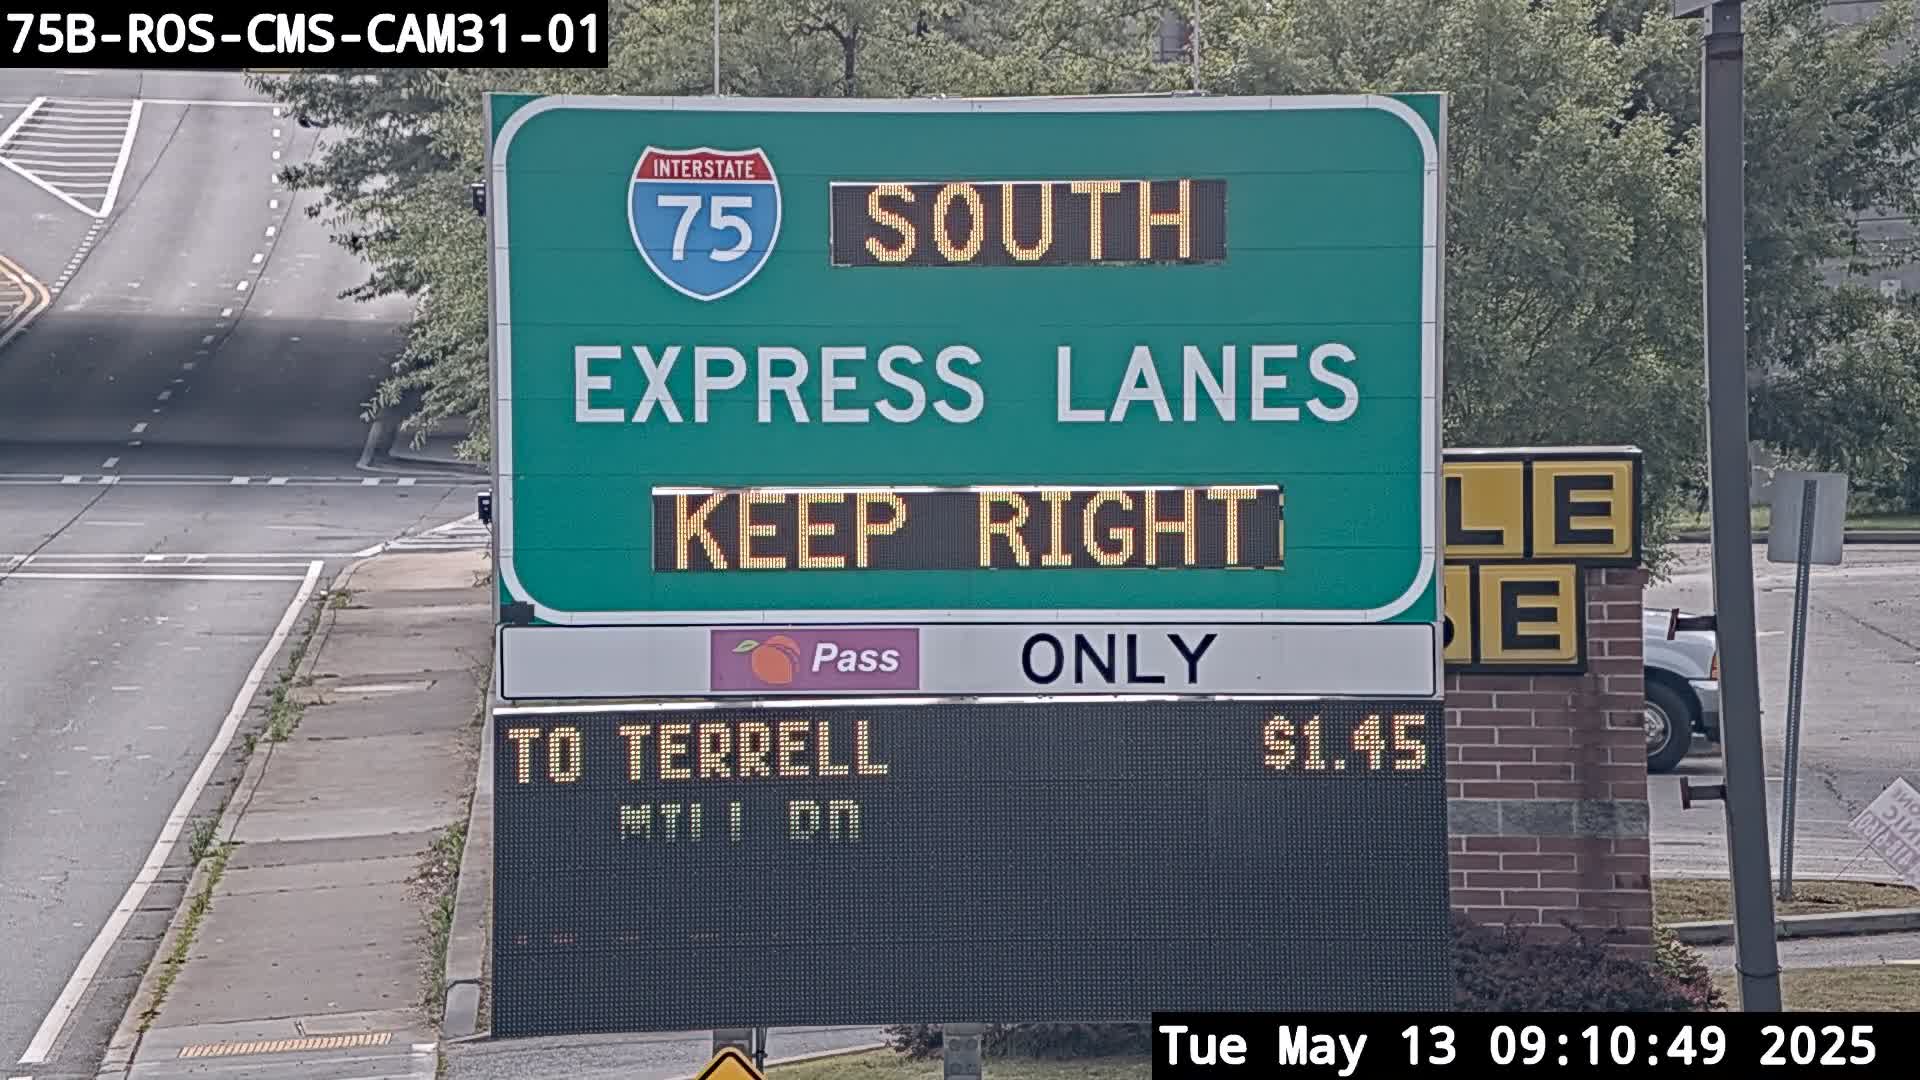 75B-ROS-CMS-CAM31-01
INTERSTATE
75
SOUTH
EXPRESS LANES
KEEP RIGHT
Pass ONLY
TO TERRELL $1.45
LE
E
Tue May 13 09:10:49 2025